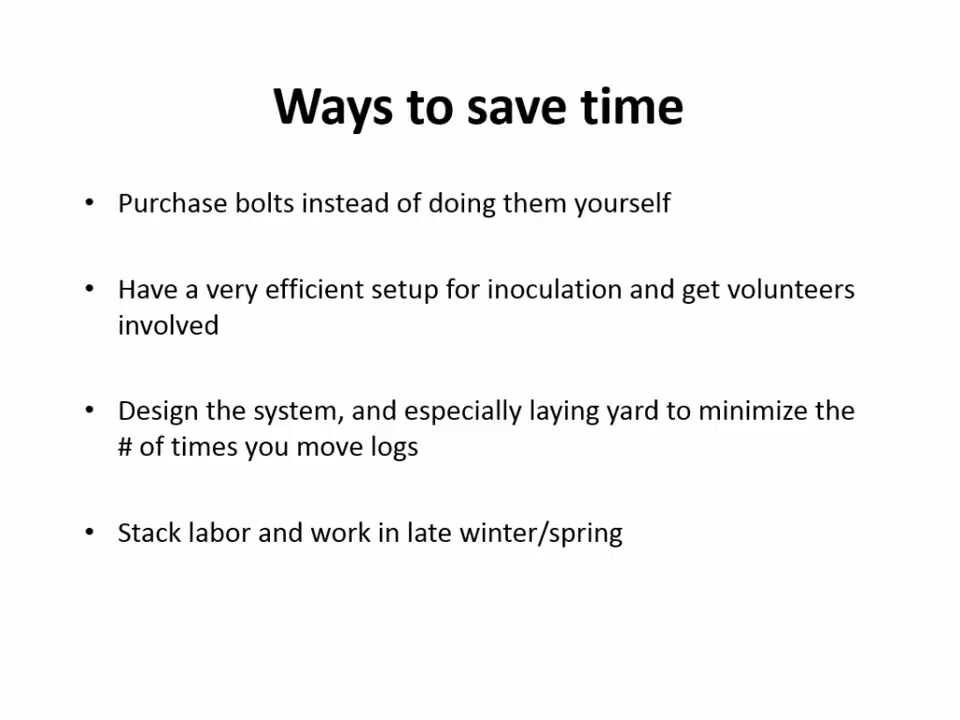 Ways to save time
• Purchase bolts instead of doing them yourself
• Have a very efficient setup for inoculation and get volunteers
involved
• Design the system, and especially laying yard to minimize the
# of times you move logs
• Stack labor and work in late winter/spring